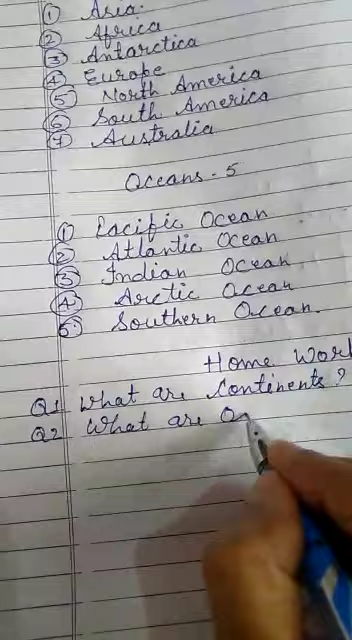 ① Asia.
② Africa
③ Antarctica
④ Europe
⑤ North America
⑥ South America
⑦ Australia
Oceans - 5
① Pacific Ocean
② Atlantic Ocean
③ Indian Ocean
④ Arctic Ocean
⑤ Southern Ocean.
Home Work
Q1 What are Continents?
Q2 What are